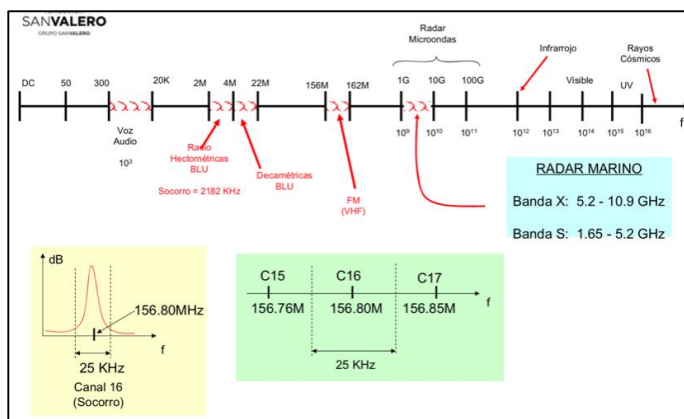 SANVALERO
GRUPO SANVALERO
Radar
Microondas
Infrarrojo
Rayos
Cósmicos
Visible
UV
DC 50 300 20K 2M 4M 22M 156M 162M 1G 10G 100G
10⁹ 10¹⁰ 10¹¹ 10¹² 10¹³ 10¹⁴ 10¹⁵ 10¹⁶ f
Voz
Audio
10³
Radio
Hectométricas
BLU
Socorro = 2182 KHz
Decamétricas
BLU
FM
(VHF)
RADAR MARINO
Banda X: 5.2 - 10.9 GHz
Banda S: 1.65 - 5.2 GHz
dB
156.80MHz
f
25 KHz
Canal 16
(Socorro)
C15 C16 C17
156.76M 156.80M 156.85M f
25 KHz